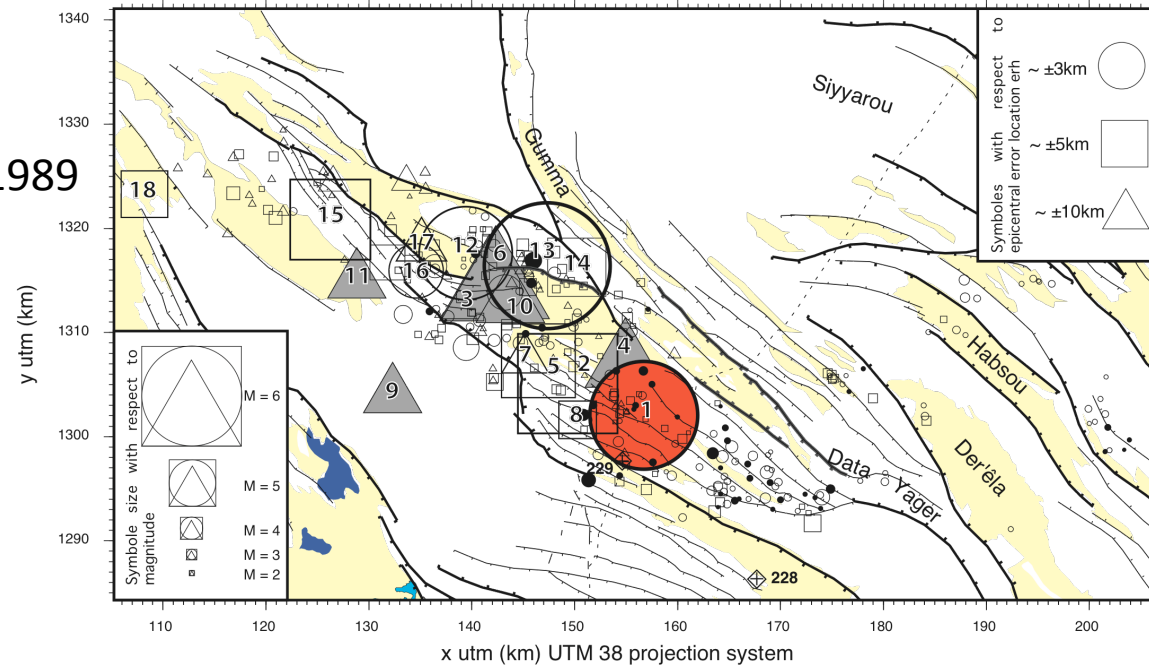 1989
y utm (km)
1340
1330
1320
1310
1300
1290
110
120
130
140
150
160
170
180
190
200
x utm (km) UTM 38 projection system
Siyyarou
Gumma
Habsou
Der'êla
Data
Yager
18
15
17
12
6
13
14
16
11
3
10
4
7
5
2
9
8
1
229
228
Symbols with respect to
epicentral error location erh
~ ±3km
~ ±5km
~ ±10km
Symbole size with respect to
magnitude
M = 6
M = 5
M = 4
M = 3
M = 2